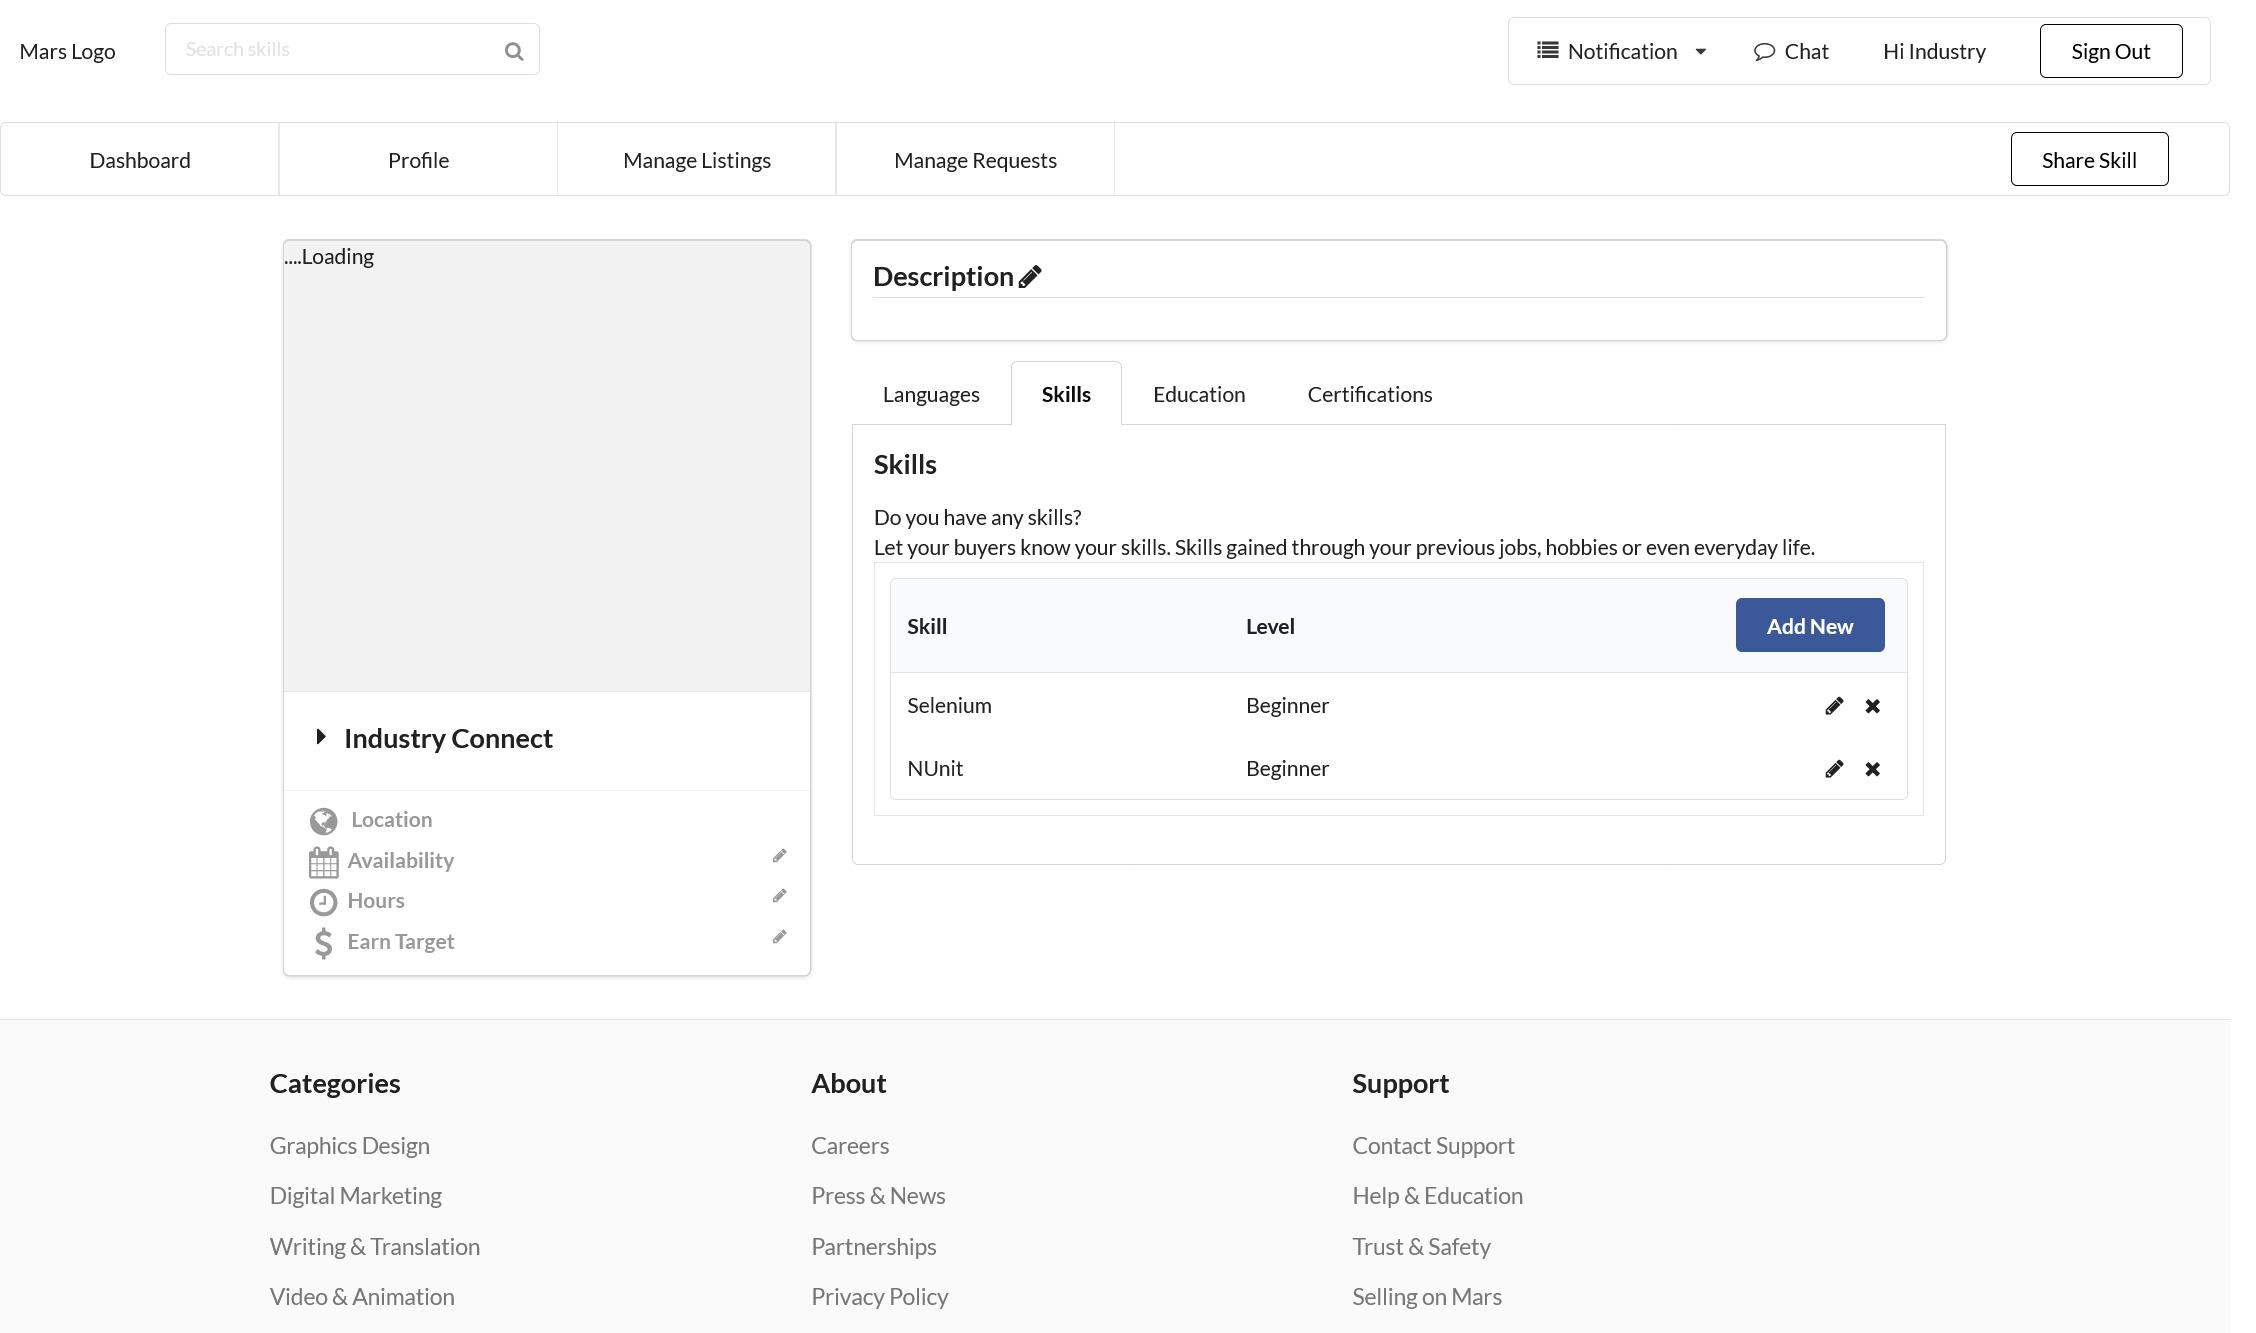 Mars Logo
Search skills
Notification
Chat
Hi Industry
Sign Out
Dashboard
Profile
Manage Listings
Manage Requests
Share Skill
....Loading
Industry Connect
Location
Availability
Hours
Earn Target
Description
Languages
Skills
Education
Certifications
Skills
Do you have any skills?
Let your buyers know your skills. Skills gained through your previous jobs, hobbies or even everyday life.
Skill
Level
Add New
Selenium
Beginner
NUnit
Beginner
Categories
Graphics Design
Digital Marketing
Writing & Translation
Video & Animation
About
Careers
Press & News
Partnerships
Privacy Policy
Support
Contact Support
Help & Education
Trust & Safety
Selling on Mars